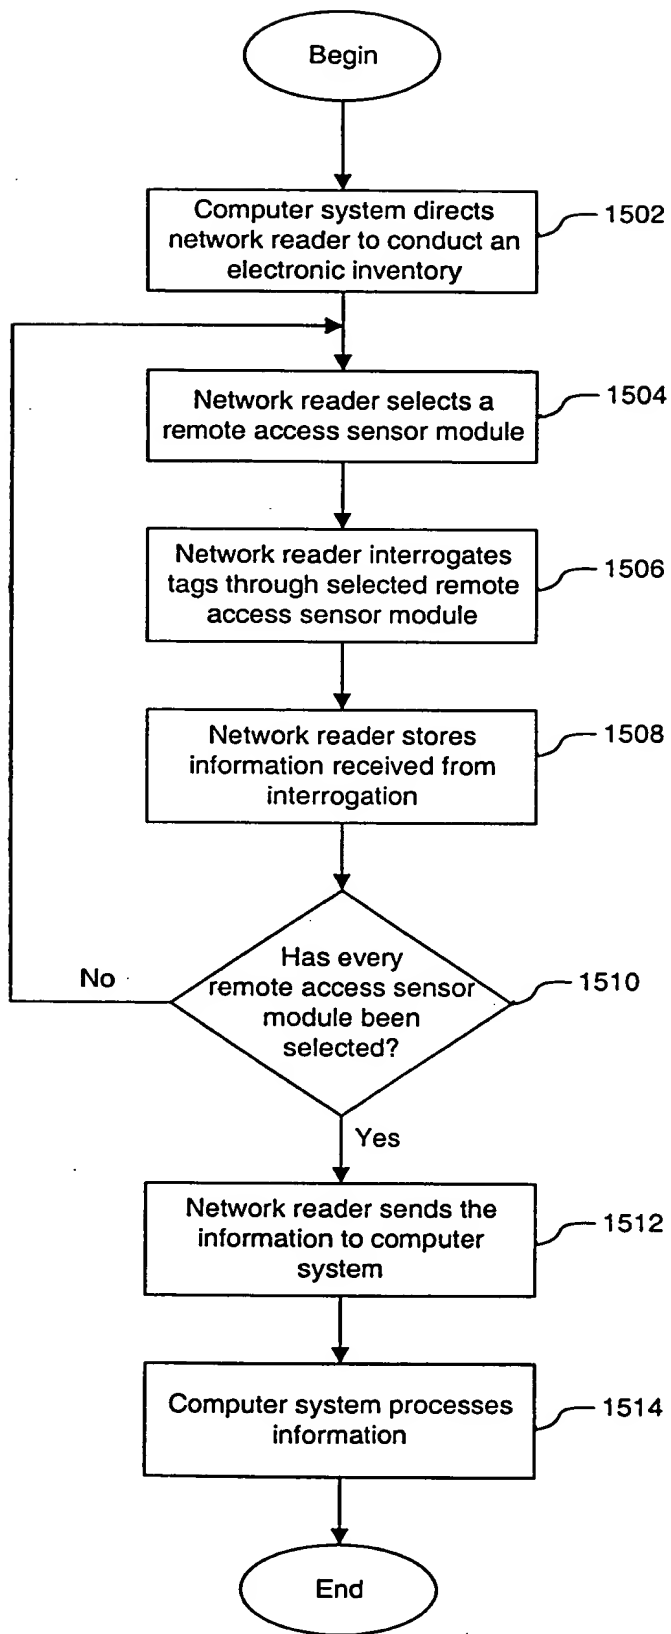 Begin
Computer system directs
network reader to conduct an
electronic inventory
1502
Network reader selects a
remote access sensor module
1504
Network reader interrogates
tags through selected remote
access sensor module
1506
Network reader stores
information received from
interrogation
1508
Has every
remote access sensor
module been
selected?
1510
No
Yes
Network reader sends the
information to computer
system
1512
Computer system processes
information
1514
End